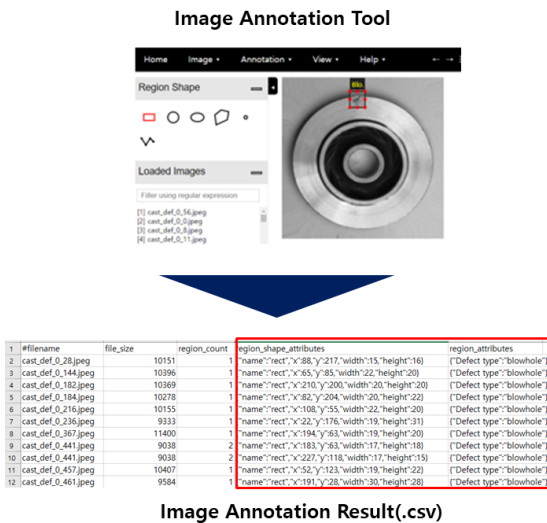 Image Annotation Tool
Home Image ▾ Annotation ▾ View ▾ Help ▾ ← →
Region Shape
Blo.
Loaded Images
Filter using regular expression
[1] cast_def_0_56.jpeg
[2] cast_def_0_0.jpeg
[3] cast_def_0_8.jpeg
[4] cast_def_0_11.jpeg
1 #filename file_size region_count region_shape_attributes region_attributes
2 cast_def_0_28.jpeg 10151 1 "name":"rect","x":88,"y":217,"width":15,"height":16} {"Defect type":"blowhole"}
3 cast_def_0_144.jpeg 10396 1 "name":"rect","x":65,"y":85,"width":22,"height":20} {"Defect type":"blowhole"}
4 cast_def_0_182.jpeg 10369 1 "name":"rect","x":210,"y":200,"width":20,"height":20} {"Defect type":"blowhole"}
5 cast_def_0_184.jpeg 10278 1 "name":"rect","x":82,"y":204,"width":20,"height":22} {"Defect type":"blowhole"}
6 cast_def_0_216.jpeg 10155 1 "name":"rect","x":108,"y":55,"width":22,"height":20} {"Defect type":"blowhole"}
7 cast_def_0_236.jpeg 9333 1 "name":"rect","x":22,"y":176,"width":19,"height":31} {"Defect type":"blowhole"}
8 cast_def_0_367.jpeg 11400 1 "name":"rect","x":194,"y":63,"width":19,"height":20} {"Defect type":"blowhole"}
9 cast_def_0_441.jpeg 9038 2 "name":"rect","x":183,"y":63,"width":17,"height":18} {"Defect type":"blowhole"}
10 cast_def_0_441.jpeg 9038 2 "name":"rect","x":227,"y":118,"width":17,"height":15} {"Defect type":"blowhole"}
11 cast_def_0_457.jpeg 10407 1 "name":"rect","x":52,"y":123,"width":19,"height":22} {"Defect type":"blowhole"}
12 cast_def_0_461.jpeg 9584 1 "name":"rect","x":191,"y":28,"width":30,"height":28} {"Defect type":"blowhole"}
Image Annotation Result(.csv)